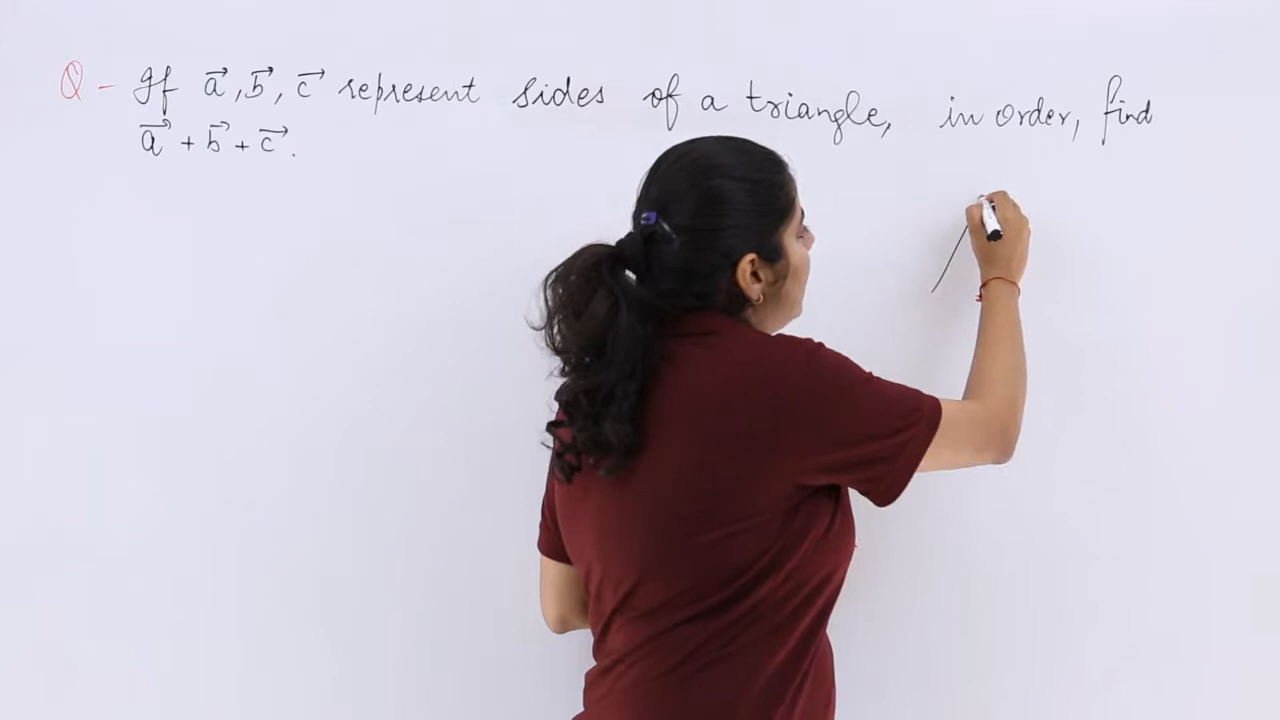 Q - If a⃗, b⃗, c⃗ represent sides of a triangle, in order, find
a⃗ + b⃗ + c⃗.